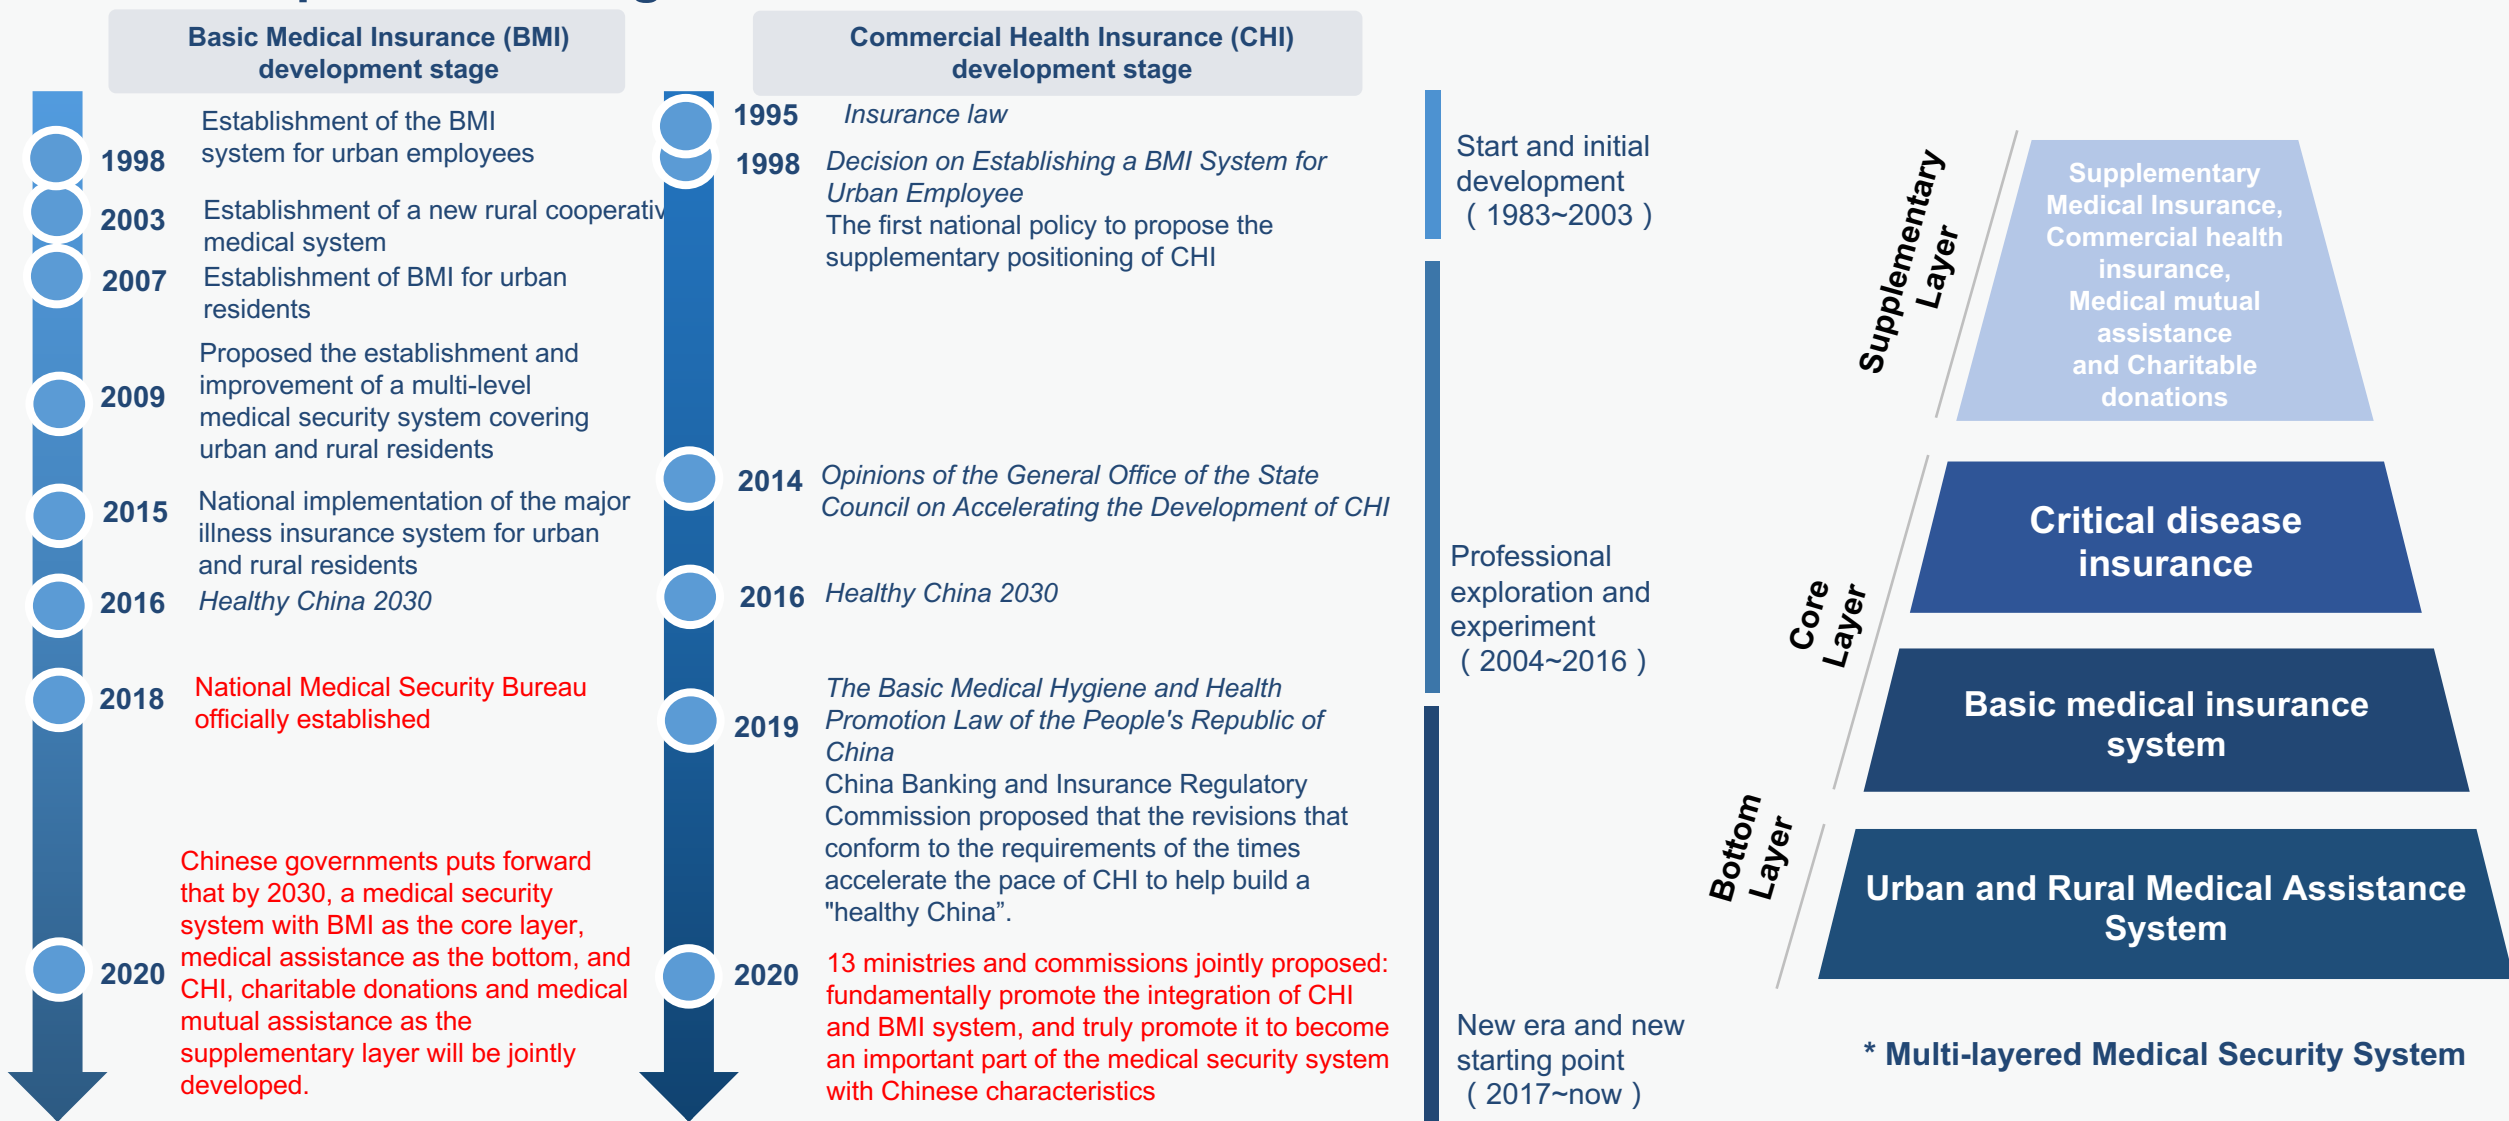 Basic Medical Insurance (BMI)
development stage
1998
Establishment of the BMI
system for urban employees
2003
Establishment of a new rural cooperativ
medical system
2007
Establishment of BMI for urban
residents
2009
Proposed the establishment and
improvement of a multi-level
medical security system covering
urban and rural residents
2015
National implementation of the major
illness insurance system for urban
and rural residents
2016
Healthy China 2030
2018
National Medical Security Bureau
officially established
2020
Chinese governments puts forward
that by 2030, a medical security
system with BMI as the core layer,
medical assistance as the bottom, and
CHI, charitable donations and medical
mutual assistance as the
supplementary layer will be jointly
developed.
Commercial Health Insurance (CHI)
development stage
1995
Insurance law
1998
Decision on Establishing a BMI System for
Urban Employee
The first national policy to propose the
supplementary positioning of CHI
2014
Opinions of the General Office of the State
Council on Accelerating the Development of CHI
2016
Healthy China 2030
2019
The Basic Medical Hygiene and Health
Promotion Law of the People's Republic of
China
China Banking and Insurance Regulatory
Commission proposed that the revisions that
conform to the requirements of the times
accelerate the pace of CHI to help build a
"healthy China”.
2020
13 ministries and commissions jointly proposed:
fundamentally promote the integration of CHI
and BMI system, and truly promote it to become
an important part of the medical security system
with Chinese characteristics
Start and initial
development
（1983~2003）
Professional
exploration and
experiment
（2004~2016）
New era and new
starting point
（2017~now）
Supplementary
Layer
Supplementary
Medical Insurance,
Commercial health
insurance,
Medical mutual
assistance
and Charitable
donations
Core
Layer
Critical disease
insurance
Basic medical insurance
system
Bottom
Layer
Urban and Rural Medical Assistance
System
* Multi-layered Medical Security System